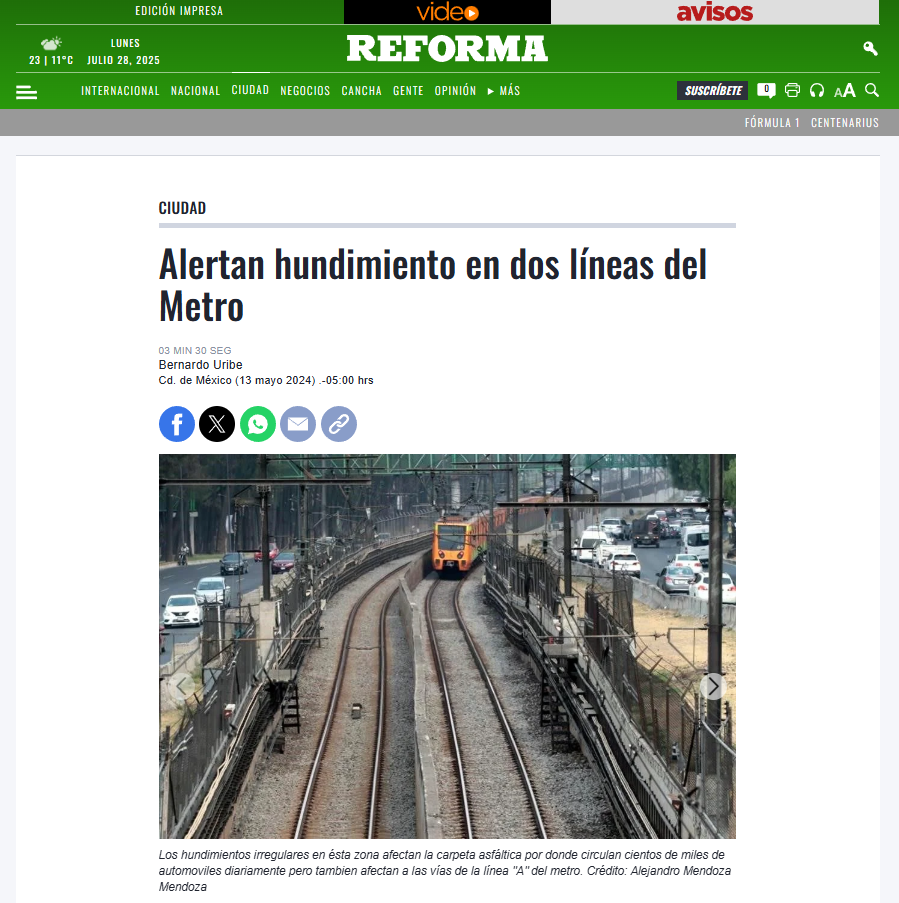 EDICIÓN IMPRESA
video
avisos
LUNES
23 | 11°C JULIO 28, 2025
REFORMA
INTERNACIONAL NACIONAL CIUDAD NEGOCIOS CANCHA GENTE OPINIÓN ▶ MÁS
SUSCRÍBETE 0 AA
FÓRMULA 1 CENTENARIUS
CIUDAD
Alertan hundimiento en dos líneas del
Metro
03 MIN 30 SEG
Bernardo Uribe
Cd. de México (13 mayo 2024) .-05:00 hrs
Los hundimientos irregulares en ésta zona afectan la carpeta asfáltica por donde circulan cientos de miles de
automoviles diariamente pero tambien afectan a las vías de la línea "A" del metro. Crédito: Alejandro Mendoza
Mendoza